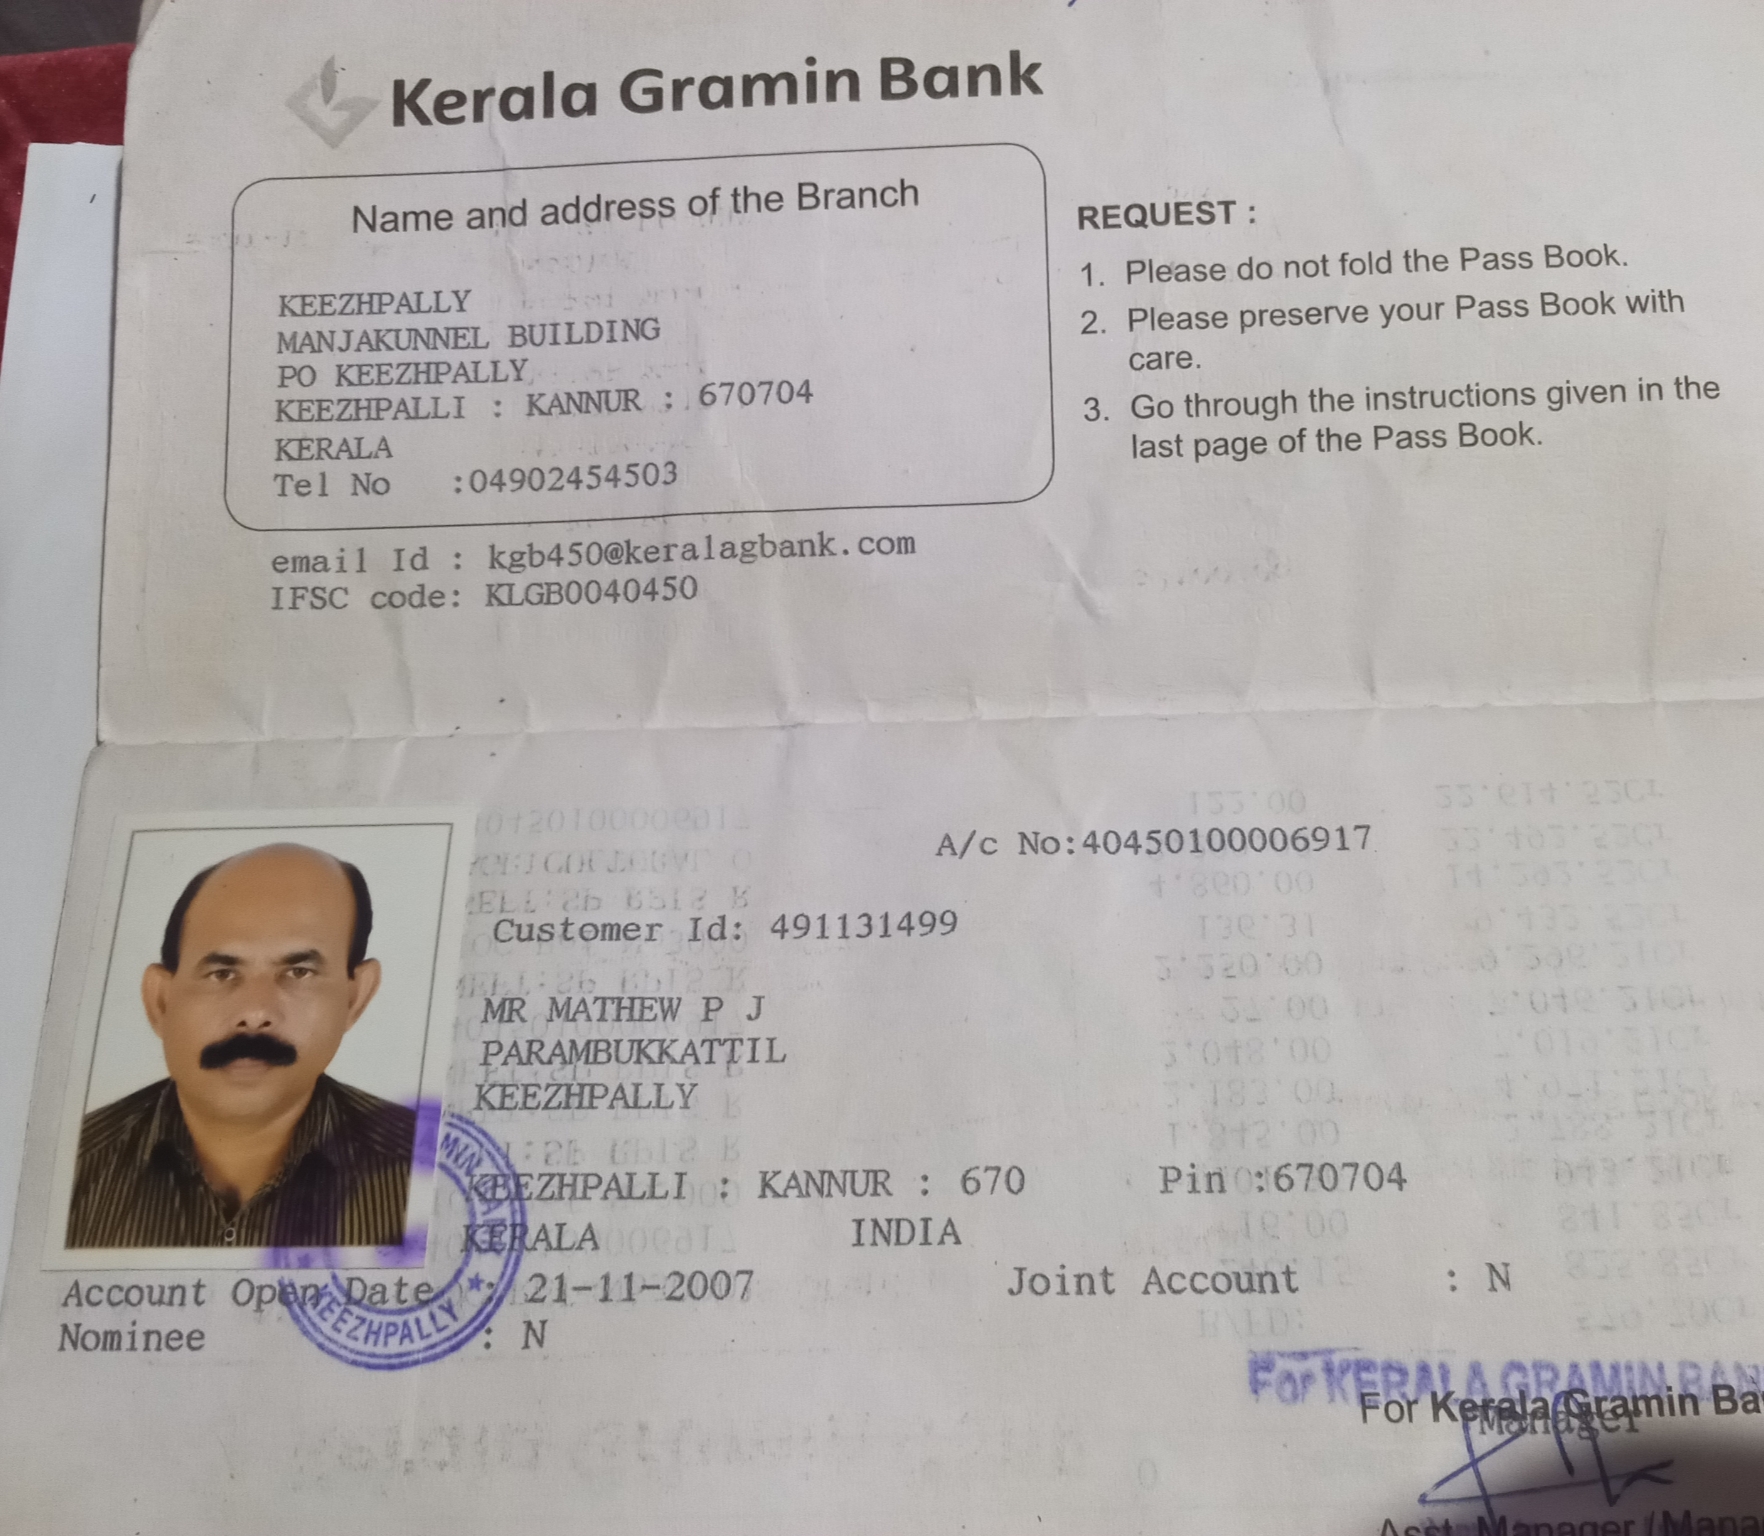 Kerala Gramin Bank
Name and address of the Branch
KEEZHPALLY
MANJAKUNNEL BUILDING
PO KEEZHPALLY
KEEZHPALLI : KANNUR : 670704
KERALA
Tel No :04902454503
email Id : kgb450@keralagbank.com
IFSC code: KLGB0040450
REQUEST :
1. Please do not fold the Pass Book.
2. Please preserve your Pass Book with
care.
3. Go through the instructions given in the
last page of the Pass Book.
A/c No:40450100006917
Customer Id: 491131499
MR MATHEW P J
PARAMBUKKATTIL
KEEZHPALLY
KEEZHPALLI : KANNUR : 670 Pin :670704
KERALA INDIA
Account Open Date : 21-11-2007 Joint Account : N
Nominee : N
KEEZHPALLY
For KERALA GRAMIN BAN
For Kerala Gramin Ba
Manager
Asst. Manager/Mana